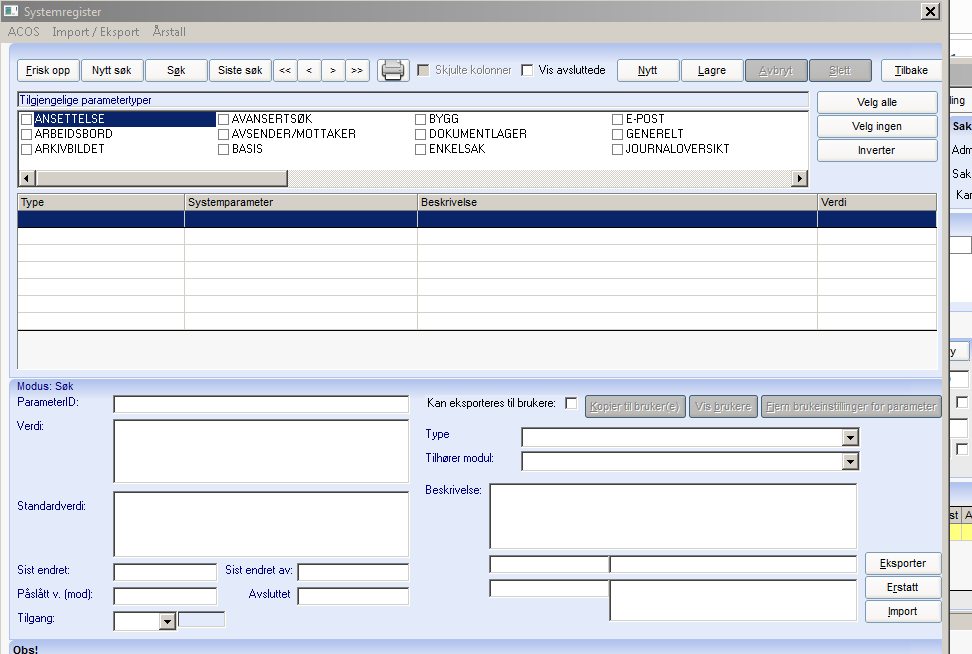 Systemregister
ACOS Import / Eksport Årstall
Frisk opp Nytt søk Søk Siste søk << < > >> Skjulte kolonner Vis avsluttede Nytt Lagre Avbryt Slett Tilbake
Tilgjengelige parametertyper
ANSETTELSE AVANSERTSØK BYGG E-POST
ARBEIDSBORD AVSENDER/MOTTAKER DOKUMENTLAGER GENERELT
ARKIVBILDET BASIS ENKELSAK JOURNALOVERSIKT
Velg alle
Velg ingen
Inverter
ling
Sak
Adm
Sak
Kar
Type Systemparameter Beskrivelse Verdi
Modus: Søk
ParameterID: Kan eksporteres til brukere: Kopier til bruker(e) Vis brukere Fjern brukeinstillinger for parameter
Verdi: Type
Tilhører modul:
Standardverdi: Beskrivelse:
Sist endret: Sist endret av: Eksporter
Påslått v. (mod): Avsluttet Erstatt
Tilgang: Import
y
st A
Obs!